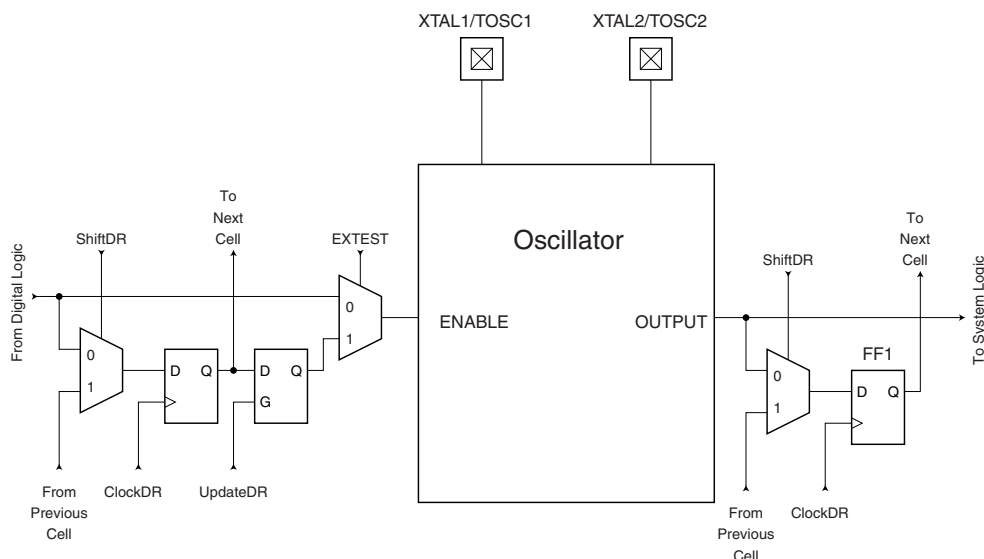 XTAL1/TOSC1
XTAL2/TOSC2
From Digital Logic
ShiftDR
To
Next
Cell
EXTEST
0
1
0
1
D
Q
D
Q
G
From
Previous
Cell
ClockDR
UpdateDR
Oscillator
ENABLE
OUTPUT
ShiftDR
To
Next
Cell
To System Logic
0
1
FF1
D
Q
From
Previous
Cell
ClockDR